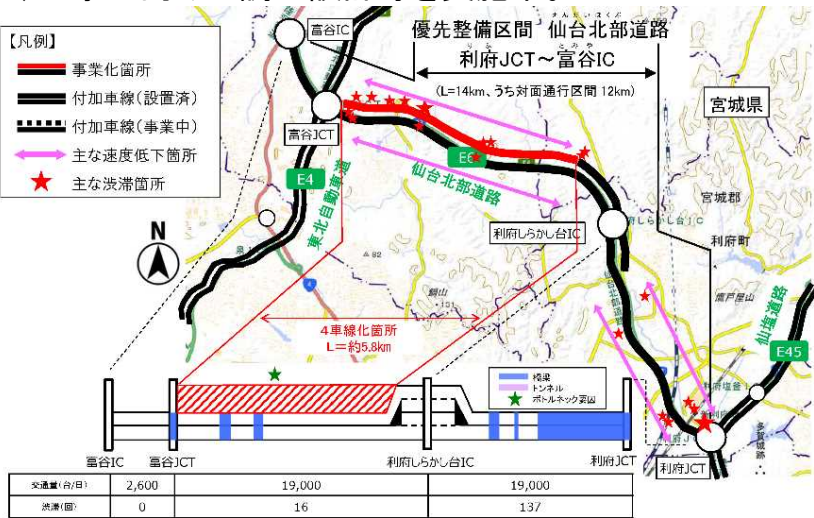 【凡例】
事業化箇所
付加車線(設置済)
付加車線(事業中)
主な速度低下箇所
主な渋滞箇所
富谷IC
優先整備区間 仙台北部道路
利府JCT～富谷IC
(L=14km、うち対面通行区間 12km)
宮城県
富谷JCT
E4
東北自動車道
E6
仙台北部道路
宮城郡
利府町
利府しらかし台IC
N
4車線化箇所
L=約5.8km
仙台北部道路
仙塩道路
E45
橋梁
トンネル
ボトルネック要因
利府JCT
富谷IC
富谷JCT
利府しらかし台IC
利府JCT
交通量(台/日) 2,600 19,000 19,000
渋滞(回) 0 16 137